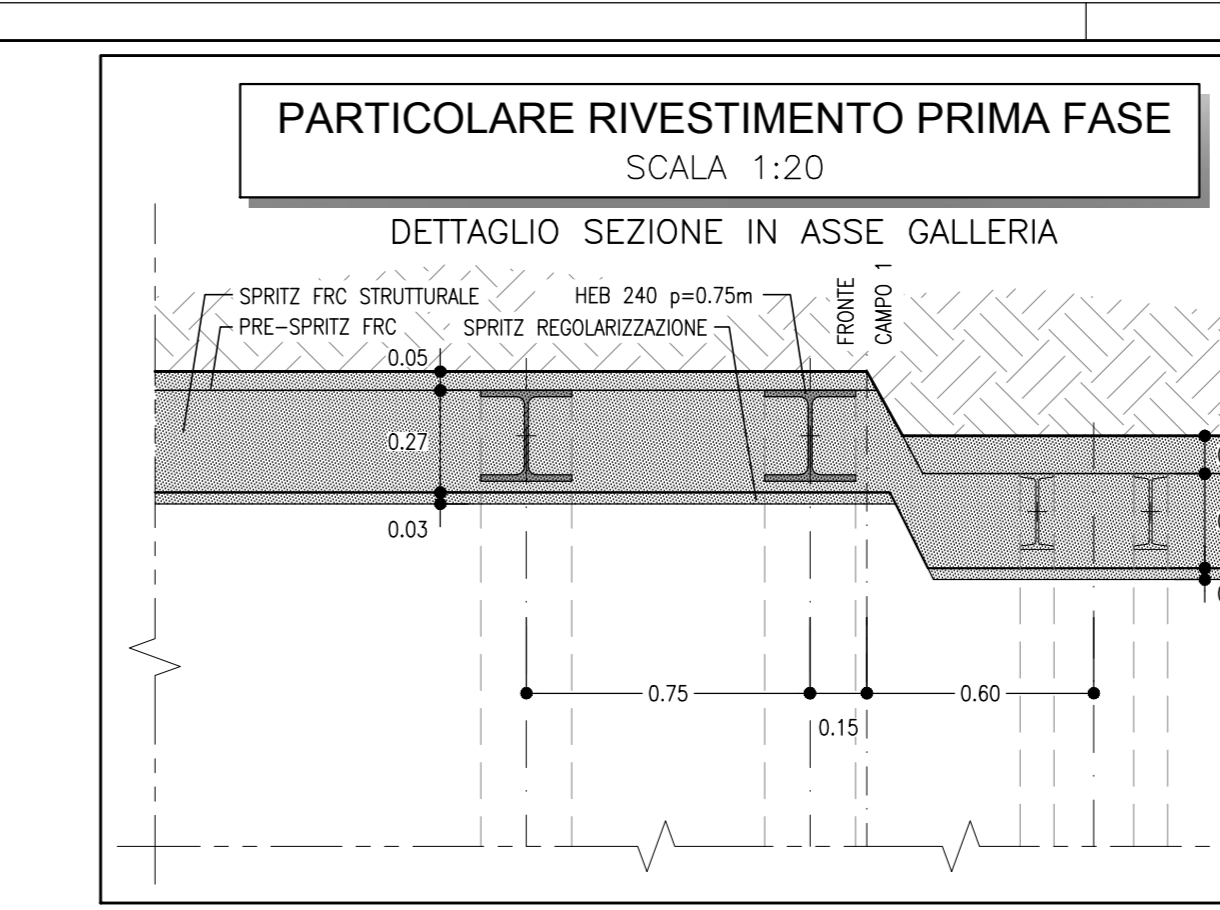 PARTICOLARE RIVESTIMENTO PRIMA FASE
SCALA 1:20
DETTAGLIO SEZIONE IN ASSE GALLERIA
SPRITZ FRC STRUTTURALE
HEB 240 p=0.75m
PRE-SPRITZ FRC
SPRITZ REGOLARIZZAZIONE
FRONTE
CAMPO 1
0.05
0.27
0.03
0.75
0.60
0.15